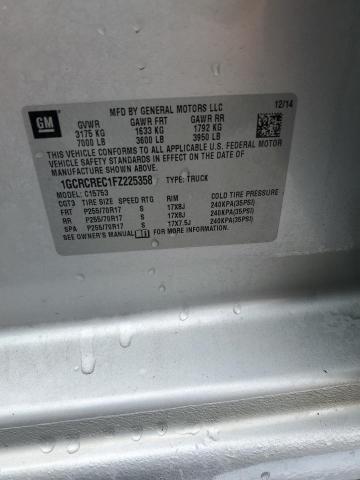 MFD BY GENERAL MOTORS LLC 12/14
GM
GVWR GAWR FRT GAWR RR
3175 KG 1633 KG 1792 KG
7000 LB 3600 LB 3950 LB
THIS VEHICLE CONFORMS TO ALL APPLICABLE U.S. FEDERAL MOTOR
VEHICLE SAFETY STANDARDS IN EFFECT ON THE DATE OF
MANUFACTURE SHOWN ABOVE.
1GCRCREC1FZ225358 TYPE: TRUCK
MODEL: C15753
CGT3 TIRE SIZE SPEED RTG RIM COLD TIRE PRESSURE
FRT P255/70R17 S 17X8J 240KPA(35PSI)
RR P255/70R17 S 17X8J 240KPA(35PSI)
SPA P255/70R17 S 17X7.5J 240KPA(35PSI)
SEE OWNER'S MANUAL FOR MORE INFORMATION.